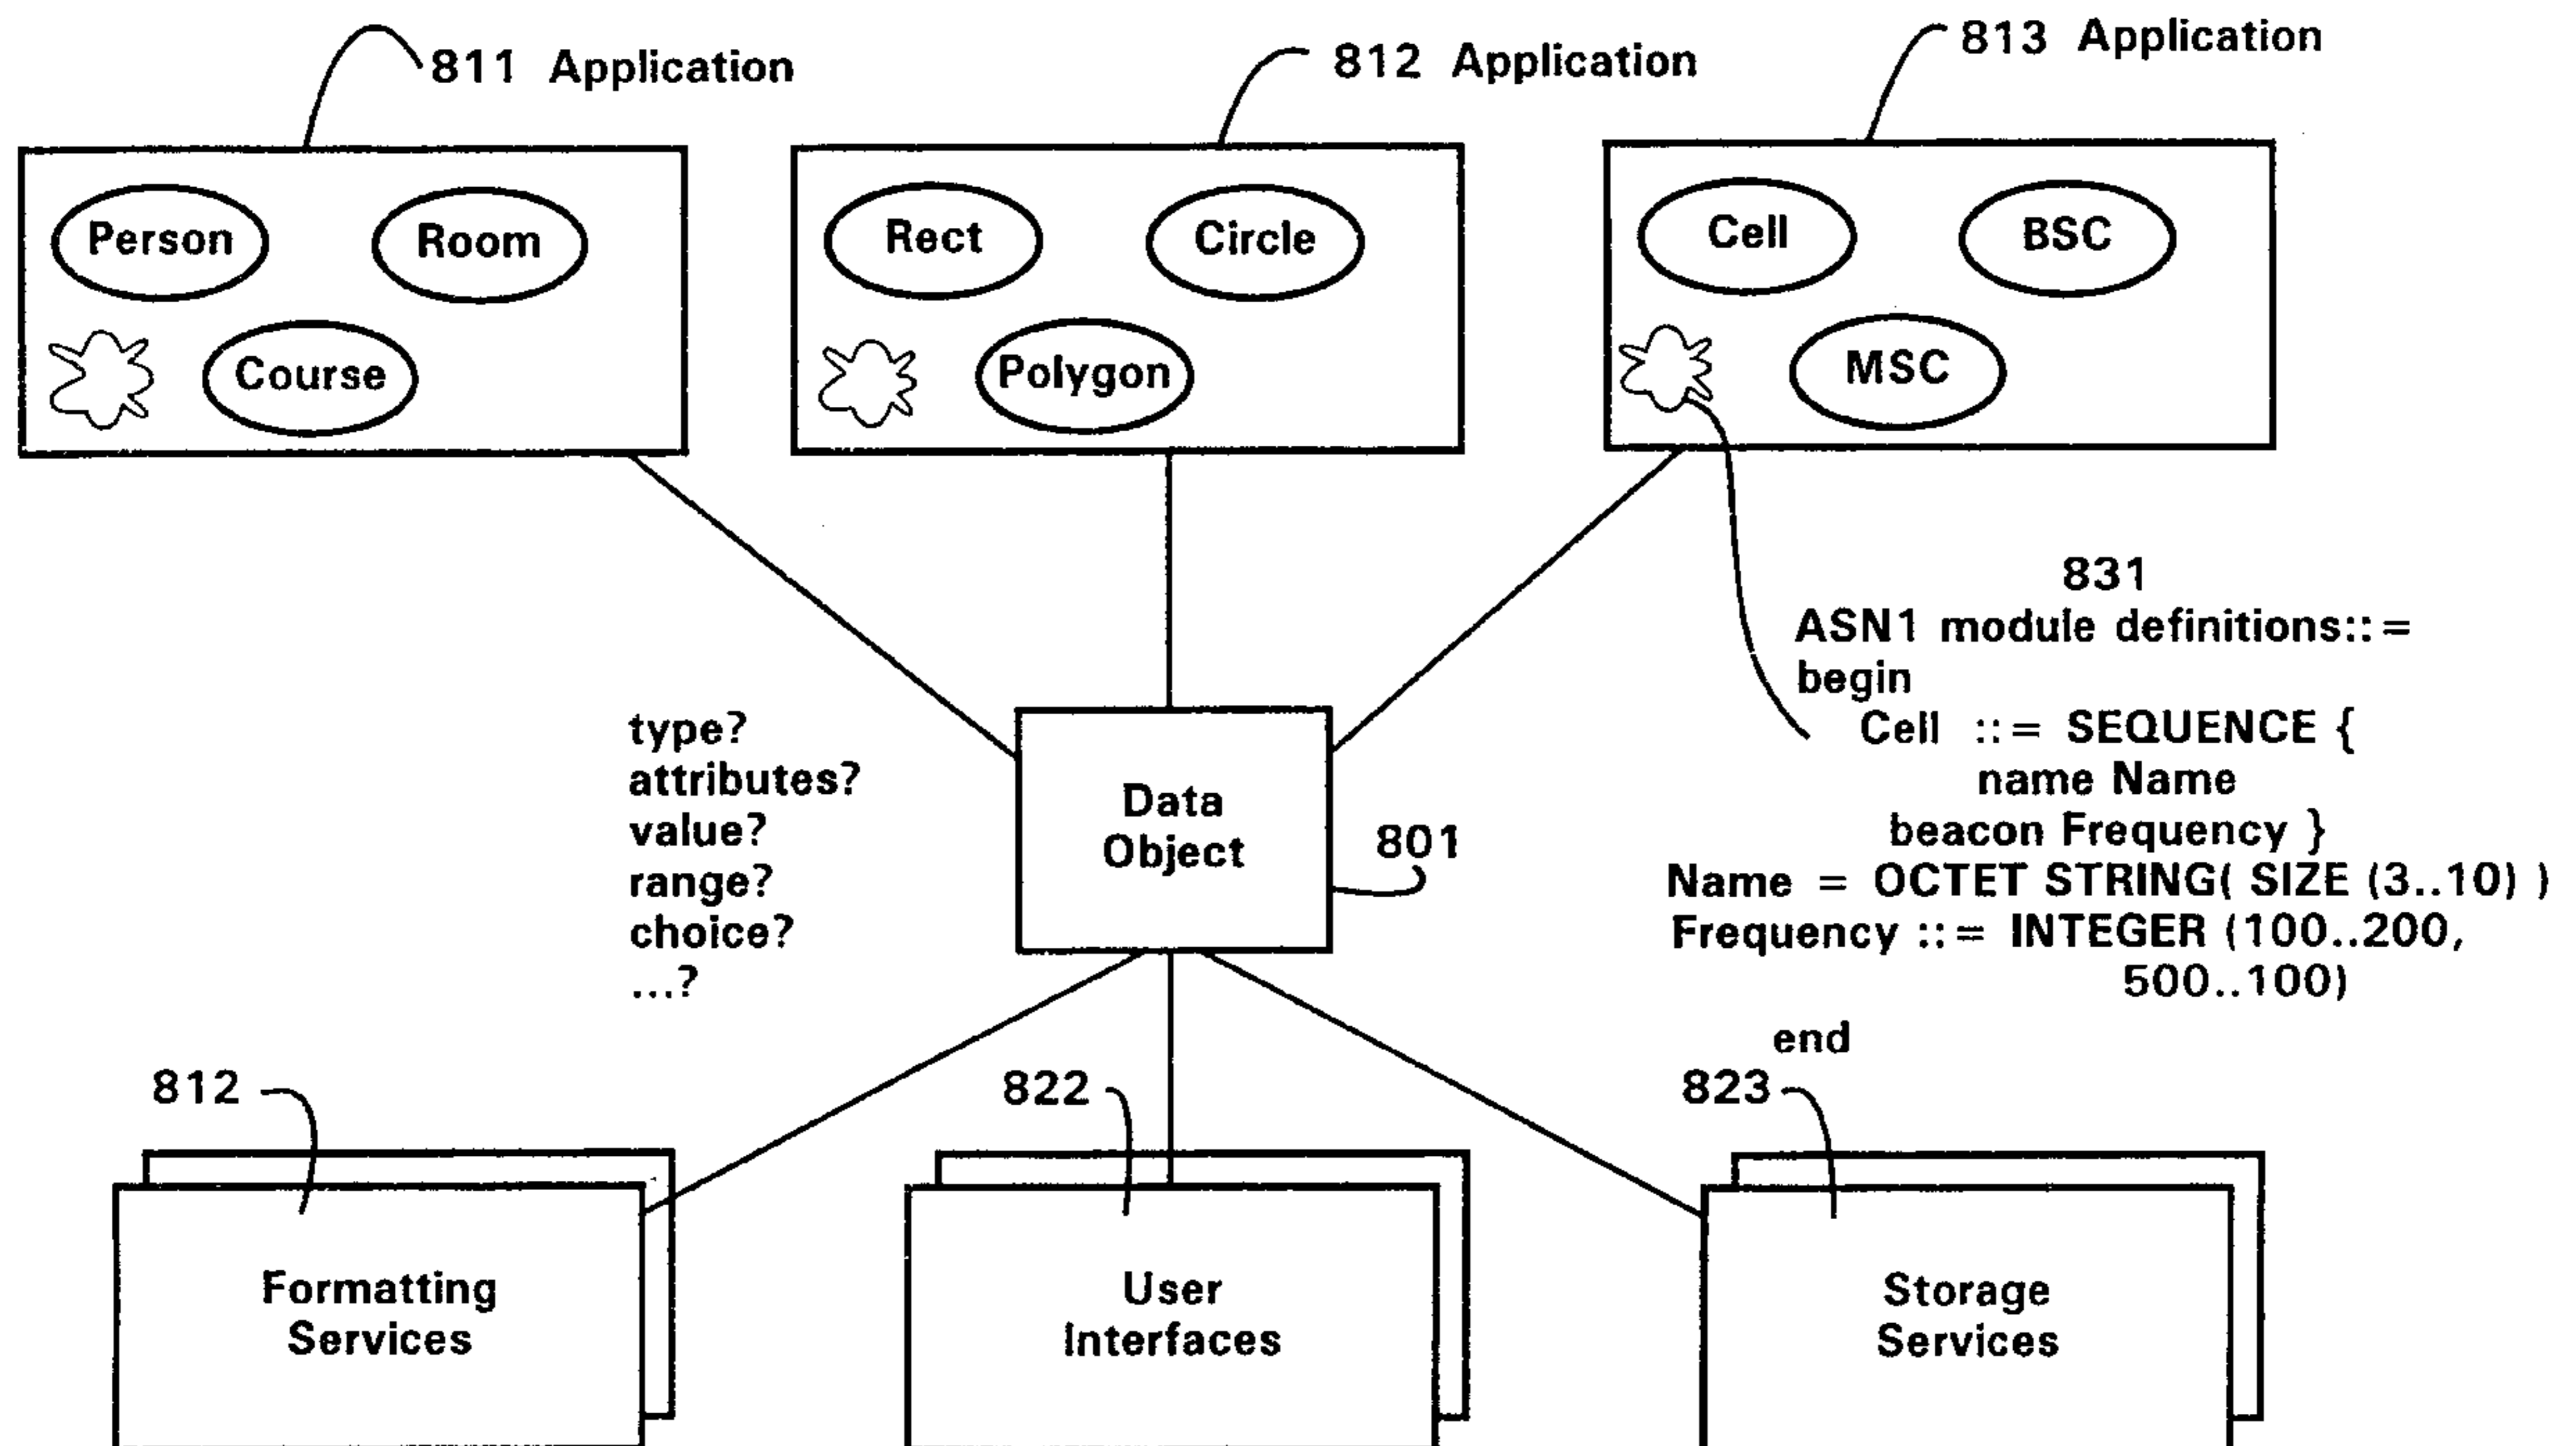 811 Application
812 Application
813 Application
Person
Room
Course
Rect
Circle
Polygon
Cell
BSC
MSC
831
ASN1 module definitions::=
begin
Cell ::= SEQUENCE {
name Name
beacon Frequency }
Name = OCTET STRING( SIZE (3..10) )
Frequency ::= INTEGER (100..200,
500..100)
end
type?
attributes?
value?
range?
choice?
...?
Data
Object
801
812
822
823
Formatting
Services
User
Interfaces
Storage
Services